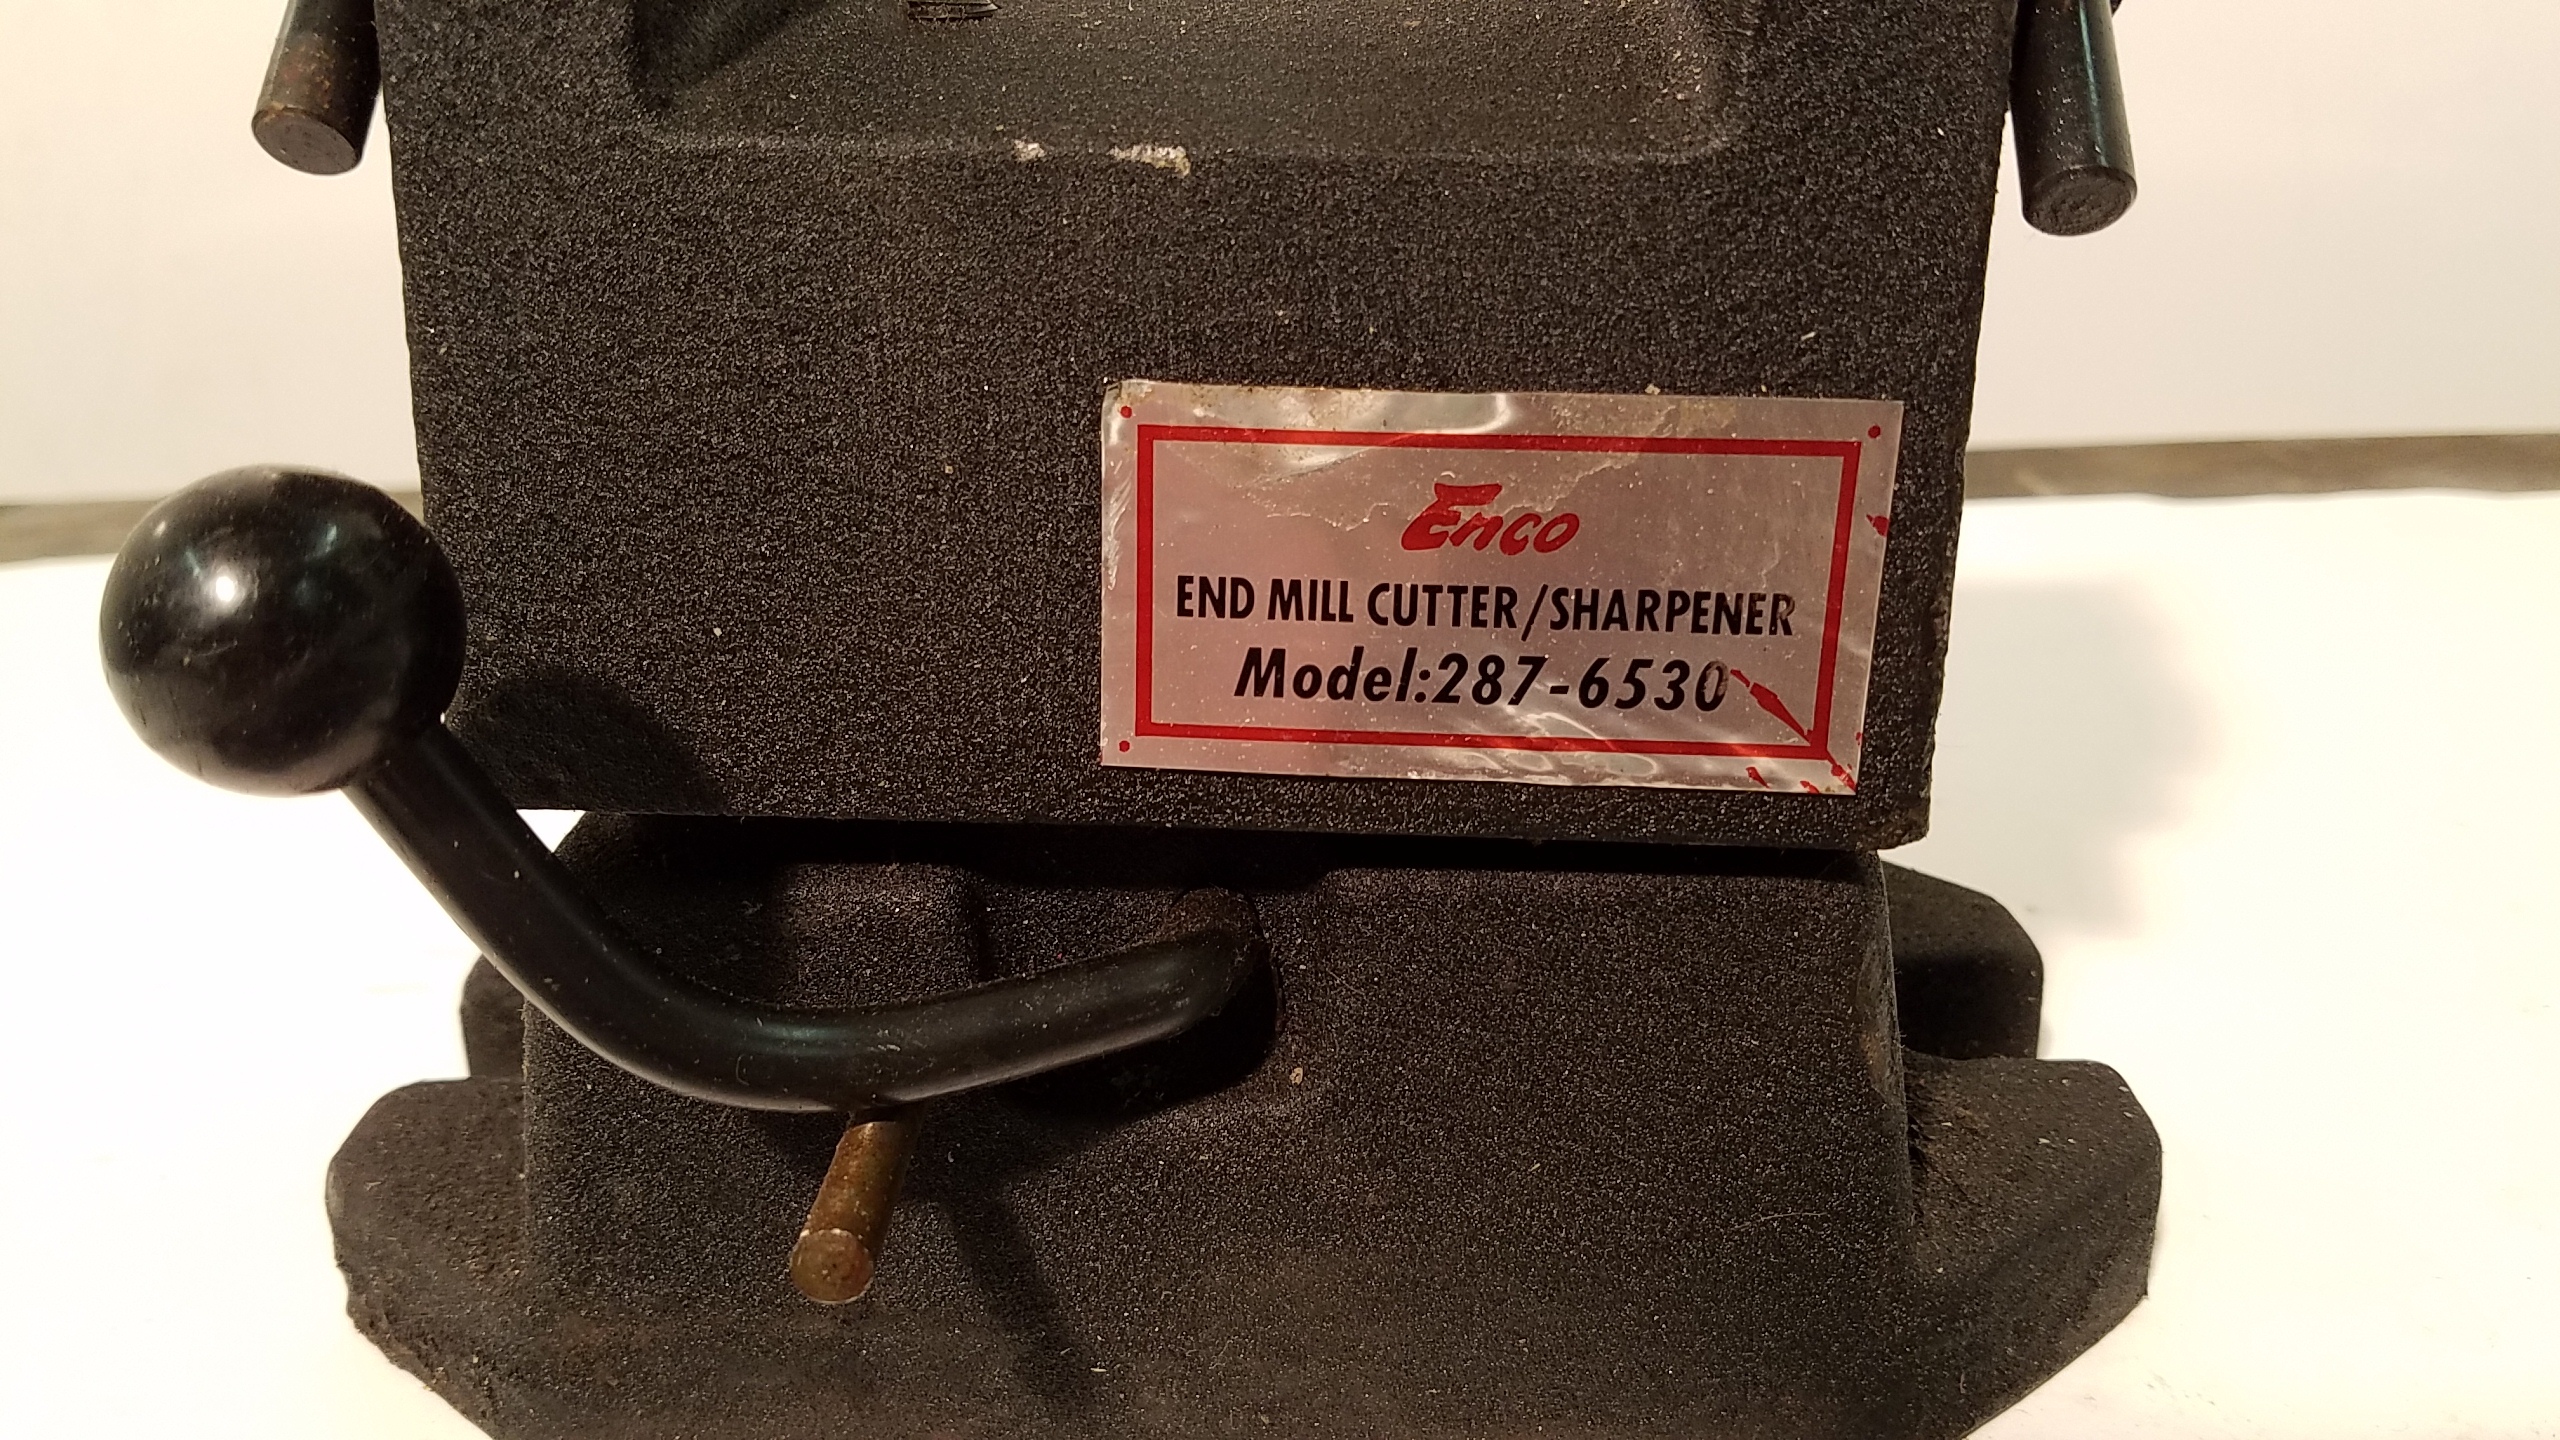 Enco
END MILL CUTTER/SHARPENER
Model:287-6530